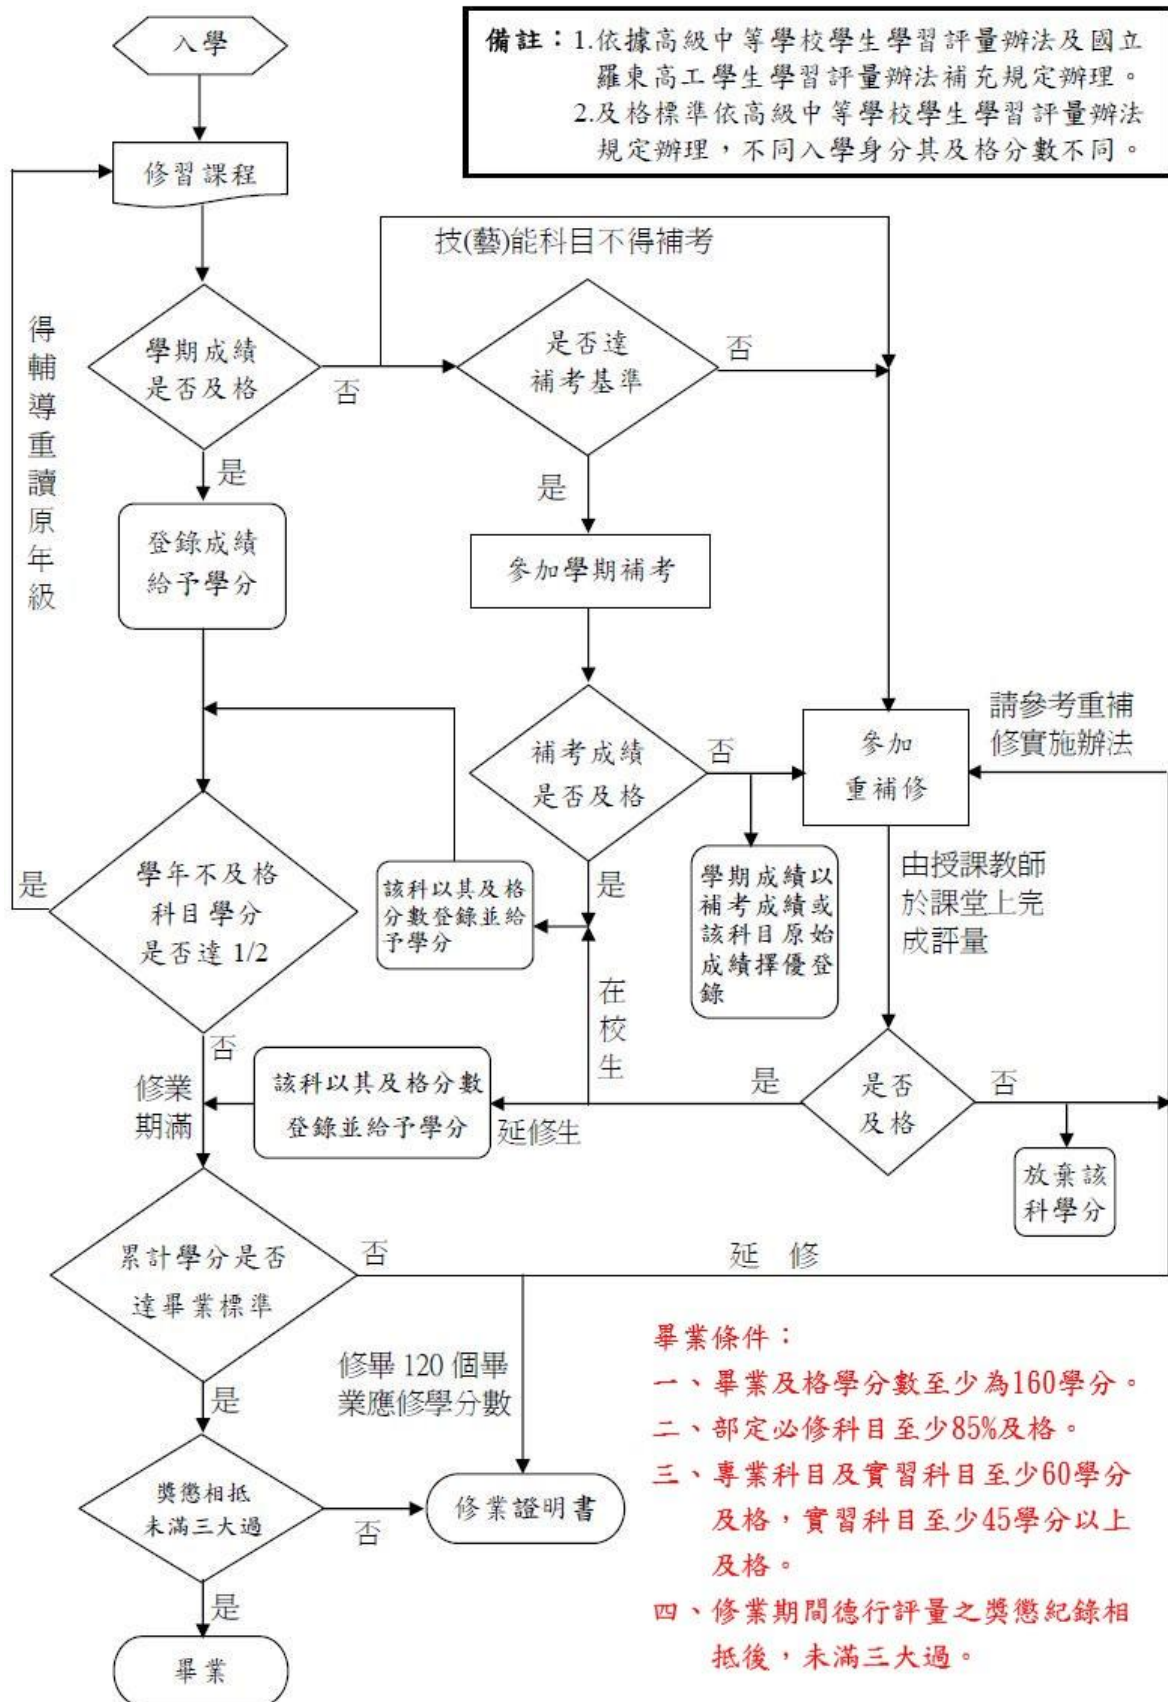 入學
備註：1.依據高級中等學校學生學習評量辦法及國立
羅東高工學生學習評量辦法補充規定辦理。
2.及格標準依高級中等學校學生學習評量辦法
規定辦理，不同入學身分其及格分數不同。
修習課程
技(藝)能科目不得補考
得輔導重讀原年級
學期成績
是否及格
否
是否達
補考基準
否
是
是
登錄成績
給予學分
參加學期補考
補考成績
是否及格
否
參加
重補修
請參考重補
修實施辦法
是
學年不及格
科目學分
是否達 1/2
該科以其及格
分數登錄並給
予學分
是
學期成績以
補考成績或
該科目原始
成績擇優登
錄
由授課教師
於課堂上完
成評量
在校生
否
修業
期滿
該科以其及格分數
登錄並給予學分
延修生
是
是否
及格
否
放棄該
科學分
累計學分是否
達畢業標準
否
延 修
是
修畢 120 個畢
業應修學分數
獎懲相抵
未滿三大過
否
修業證明書
是
畢業
畢業條件：
一、畢業及格學分數至少為160學分。
二、部定必修科目至少85%及格。
三、專業科目及實習科目至少60學分
及格，實習科目至少45學分以上
及格。
四、修業期間德行評量之獎懲紀錄相
抵後，未滿三大過。